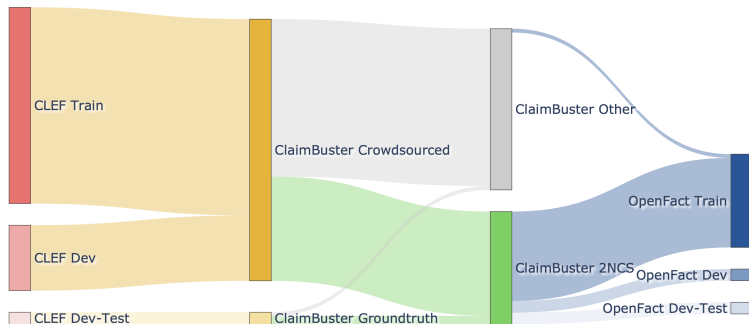 CLEF Train
ClaimBuster Other
ClaimBuster Crowdsourced
OpenFact Train
CLEF Dev
ClaimBuster 2NCS
OpenFact Dev
OpenFact Dev-Test
CLEF Dev-Test
ClaimBuster Groundtruth